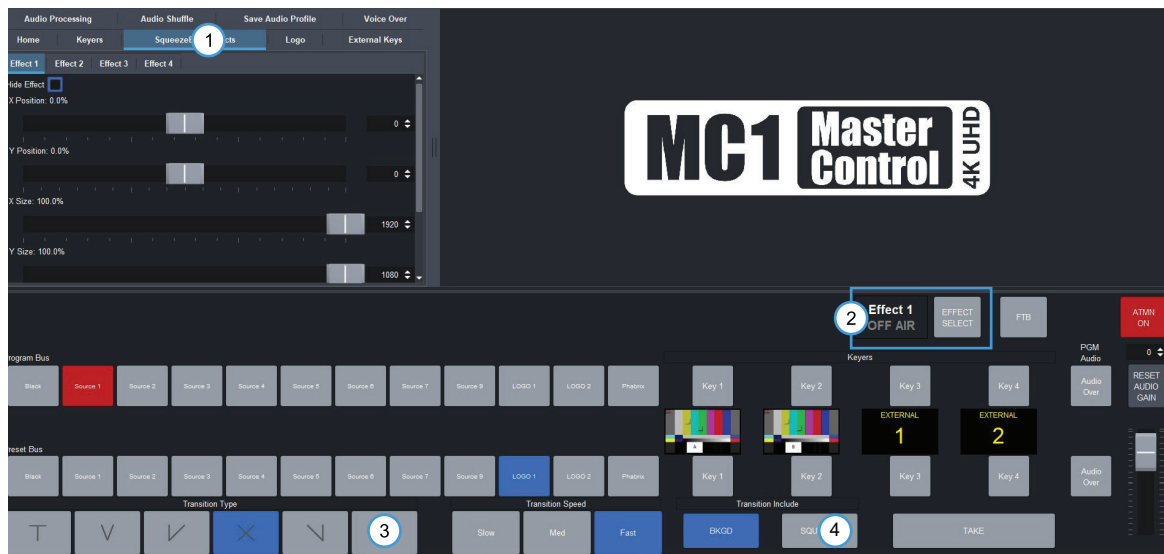 Audio Processing Audio Shuffle Save Audio Profile Voice Over
Home Keyers Logo External Keys
1
Effect 1 Effect 2 Effect 3 Effect 4
Hide Effect
X Position: 0.0%
0
Y Position: 0.0%
0
X Size: 100.0%
1920
Y Size: 100.0%
1080
MC1 Master Control 4K UHD
2
Effect 1
OFF AIR
EFFECT SELECT
FTB
ATMN ON
Program Bus
Keyers
PGM Audio
0
Black Source 1 Source 2 Source 3 Source 4 Source 5 Source 6 Source 7 Source 9 LOGO 1 LOGO 2 Phabrix
Key 1 Key 2 Key 3 Key 4
Audio Over
RESET AUDIO GAIN
A
B
EXTERNAL
1
EXTERNAL
2
Preset Bus
Black Source 1 Source 2 Source 3 Source 4 Source 5 Source 6 Source 7 Source 9 LOGO 1 LOGO 2 Phabrix
Key 1 Key 2 Key 3 Key 4
Audio Over
Transition Type
Transition Speed
Transition Include
3
Slow Med Fast
BKGD
4
TAKE